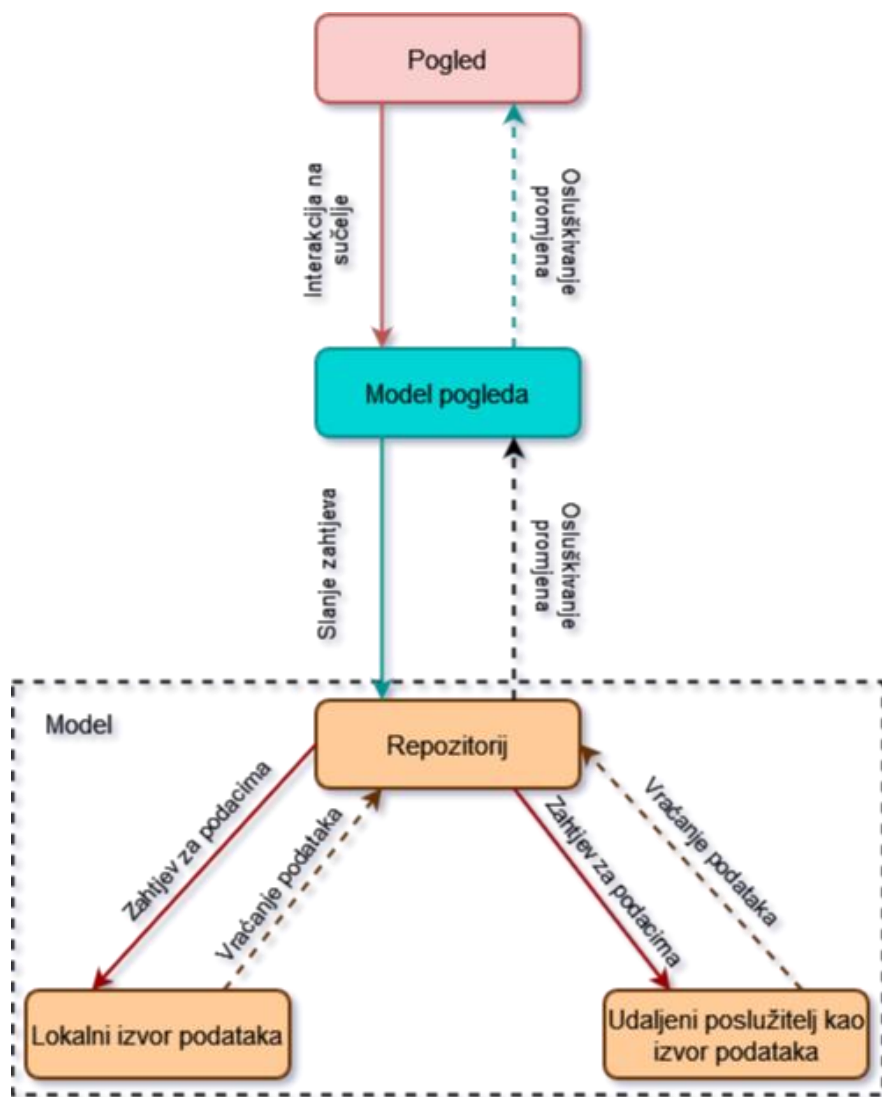 Pogled
Interakcija na
sučelje
Osluškivanje
promjena
Model pogleda
Slanje zahtjeva
Osluškivanje
promjena
Model
Repozitorij
Zahtjev za podacima
Vraćanje podataka
Zahtjev za podacima
Vraćanje podataka
Lokalni izvor podataka
Udaljeni poslužitelj kao
izvor podataka